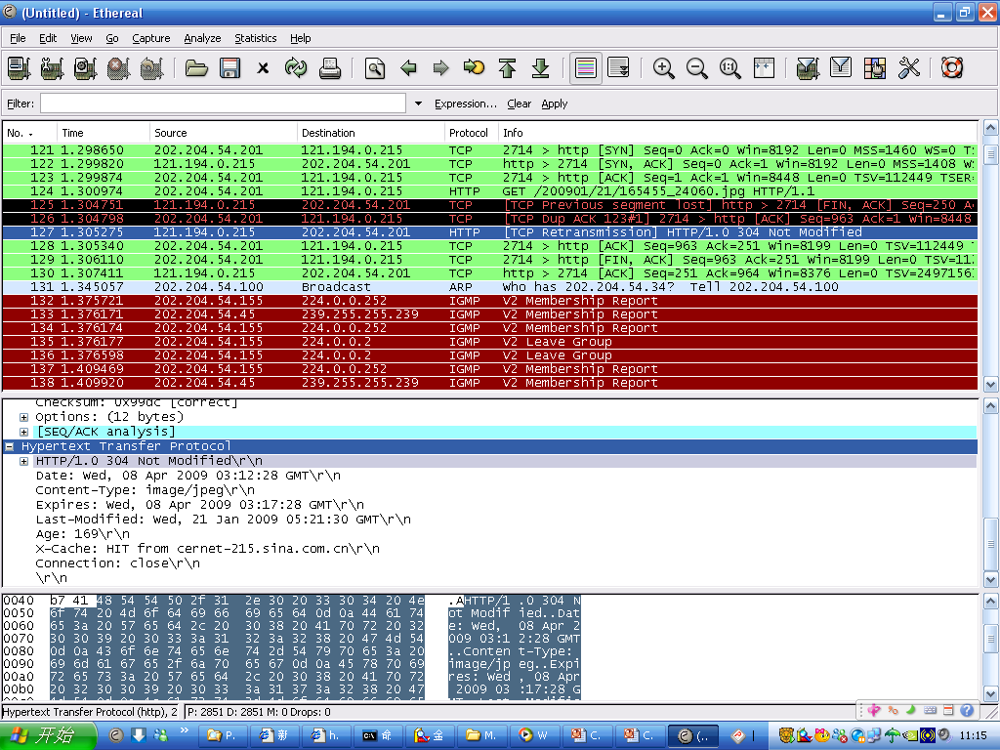 (Untitled) - Ethereal
File Edit View Go Capture Analyze Statistics Help
Filter: Expression... Clear Apply
No. Time Source Destination Protocol Info
121 1.298650 202.204.54.201 121.194.0.215 TCP 2714 > http [SYN] Seq=0 Ack=0 Win=8192 Len=0 MSS=1460 WS=0 T
122 1.299820 121.194.0.215 202.204.54.201 TCP http > 2714 [SYN, ACK] Seq=0 Ack=1 Win=8192 Len=0 MSS=1408 W
123 1.299874 202.204.54.201 121.194.0.215 TCP 2714 > http [ACK] Seq=1 Ack=1 Win=8448 Len=0 TSV=112449 TSER
124 1.300974 202.204.54.201 121.194.0.215 HTTP GET /200901/21/165455_24060.jpg HTTP/1.1
125 1.304751 121.194.0.215 202.204.54.201 TCP [TCP Previous segment lost] http > 2714 [FIN, ACK] Seq=250 A
126 1.304798 202.204.54.201 121.194.0.215 TCP [TCP Dup ACK 123#1] 2714 > http [ACK] Seq=963 Ack=1 Win=8448
127 1.305275 121.194.0.215 202.204.54.201 HTTP [TCP Retransmission] HTTP/1.0 304 Not Modified
128 1.305340 202.204.54.201 121.194.0.215 TCP 2714 > http [ACK] Seq=963 Ack=251 Win=8199 Len=0 TSV=112449
129 1.306110 202.204.54.201 121.194.0.215 TCP 2714 > http [FIN, ACK] Seq=963 Ack=251 Win=8199 Len=0 TSV=11
130 1.307411 121.194.0.215 202.204.54.201 TCP http > 2714 [ACK] Seq=251 Ack=964 Win=8376 Len=0 TSV=2497156
131 1.345057 202.204.54.100 Broadcast ARP Who has 202.204.54.34? Tell 202.204.54.100
132 1.375721 202.204.54.155 224.0.0.252 IGMP V2 Membership Report
133 1.376171 202.204.54.45 239.255.255.239 IGMP V2 Membership Report
134 1.376174 202.204.54.155 224.0.0.252 IGMP V2 Membership Report
135 1.376177 202.204.54.155 224.0.0.2 IGMP V2 Leave Group
136 1.376598 202.204.54.155 224.0.0.2 IGMP V2 Leave Group
137 1.409469 202.204.54.155 224.0.0.252 IGMP V2 Membership Report
138 1.409920 202.204.54.45 239.255.255.239 IGMP V2 Membership Report
Checksum: 0x99dc [correct]
Options: (12 bytes)
[SEQ/ACK analysis]
Hypertext Transfer Protocol
HTTP/1.0 304 Not Modified\r\n
Date: Wed, 08 Apr 2009 03:12:28 GMT\r\n
Content-Type: image/jpeg\r\n
Expires: Wed, 08 Apr 2009 03:17:28 GMT\r\n
Last-Modified: Wed, 21 Jan 2009 05:21:30 GMT\r\n
Age: 169\r\n
X-Cache: HIT from cernet-215.sina.com.cn\r\n
Connection: close\r\n
\r\n
0040 b7 41 48 54 54 50 2f 31 2e 30 20 33 30 34 20 4e .AHTTP/1 .0 304 N
0050 6f 74 20 4d 6f 64 69 66 69 65 64 0d 0a 44 61 74 ot Modif ied..Dat
0060 65 3a 20 57 65 64 2c 20 30 38 20 41 70 72 20 32 e: Wed, 08 Apr 2
0070 30 30 39 20 30 33 3a 31 32 3a 32 38 20 47 4d 54 009 03:1 2:28 GMT
0080 0d 0a 43 6f 6e 74 65 6e 74 2d 54 79 70 65 3a 20 ..Conten t-Type:
0090 69 6d 61 67 65 2f 6a 70 65 67 0d 0a 45 78 70 69 image/jp eg..Expi
00a0 72 65 73 3a 20 57 65 64 2c 20 30 38 20 41 70 72 res: Wed , 08 Apr
00b0 20 32 30 30 39 20 30 33 3a 31 37 3a 32 38 20 47 2009 03 :17:28 G
Hypertext Transfer Protocol (http), 2 P: 2851 D: 2851 M: 0 Drops: 0
开始 P. 新 h. 命 金 M. W C. C. (.. 11:15